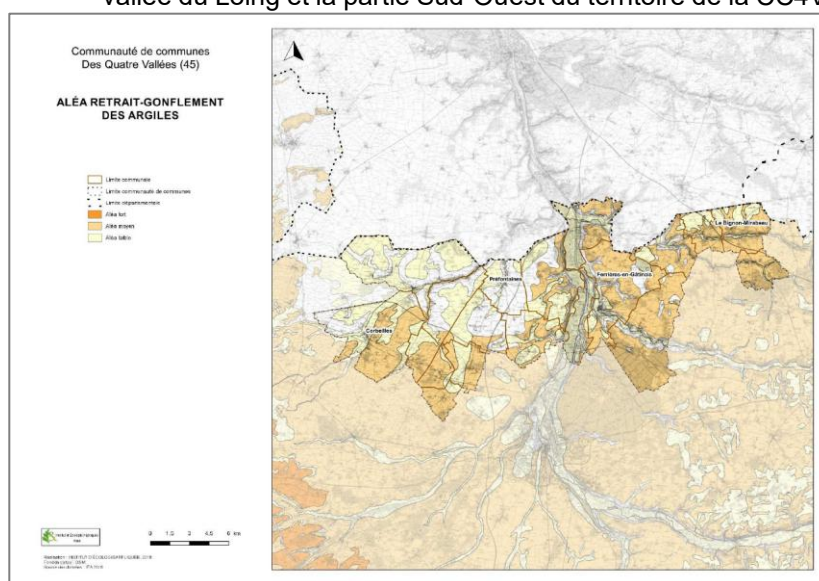 vallée du Loing et la partie Sud-Ouest du territoire de la CC4V
Communauté de communes
Des Quatre Vallées (45)
ALÉA RETRAIT-GONFLEMENT
DES ARGILES
Limite communale
Limite communauté de communes
Limite départementale
Aléa fort
Aléa moyen
Aléa faible
Le Bignon-Mirabeau
Préfontaines
Ferrières-en-Gâtinais
Corbeilles
0 1,5 3 4,5 6 km